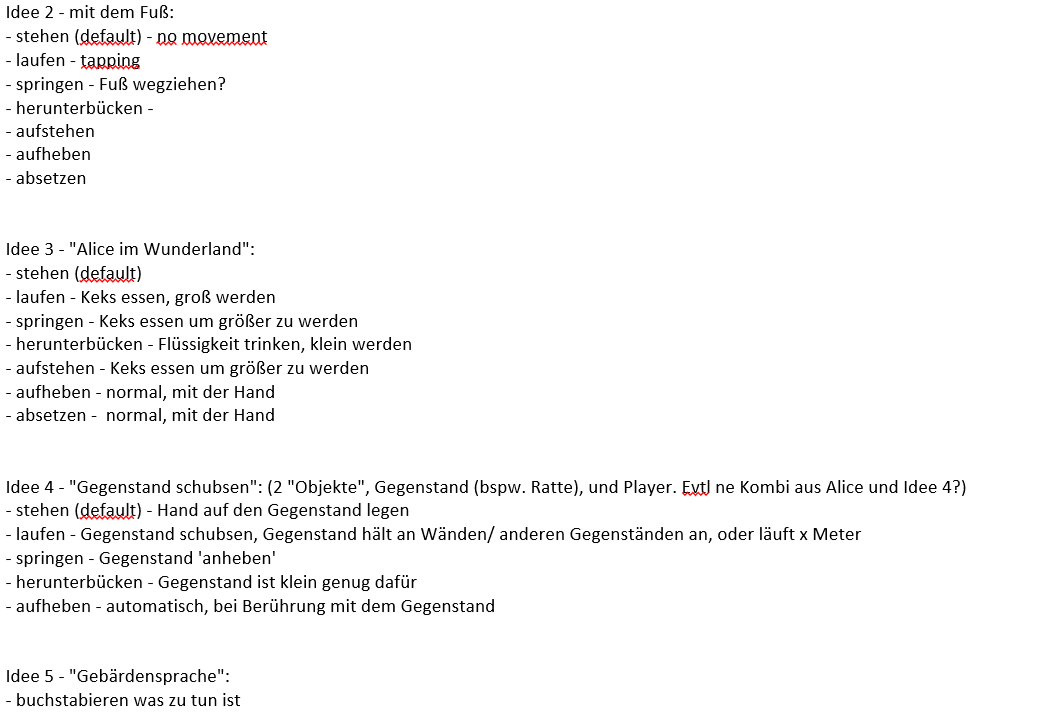 Idee 2 - mit dem Fuß:
- stehen (default) - no movement
- laufen - tapping
- springen - Fuß wegziehen?
- herunterbücken -
- aufstehen
- aufheben
- absetzen
Idee 3 - "Alice im Wunderland":
- stehen (default)
- laufen - Keks essen, groß werden
- springen - Keks essen um größer zu werden
- herunterbücken - Flüssigkeit trinken, klein werden
- aufstehen - Keks essen um größer zu werden
- aufheben - normal, mit der Hand
- absetzen -  normal, mit der Hand
Idee 4 - "Gegenstand schubsen": (2 "Objekte", Gegenstand (bspw. Ratte), und Player. Evtl ne Kombi aus Alice und Idee 4?)
- stehen (default) - Hand auf den Gegenstand legen
- laufen - Gegenstand schubsen, Gegenstand hält an Wänden/ anderen Gegenständen an, oder läuft x Meter
- springen - Gegenstand 'anheben'
- herunterbücken - Gegenstand ist klein genug dafür
- aufheben - automatisch, bei Berührung mit dem Gegenstand
Idee 5 - "Gebärdensprache":
- buchstabieren was zu tun ist